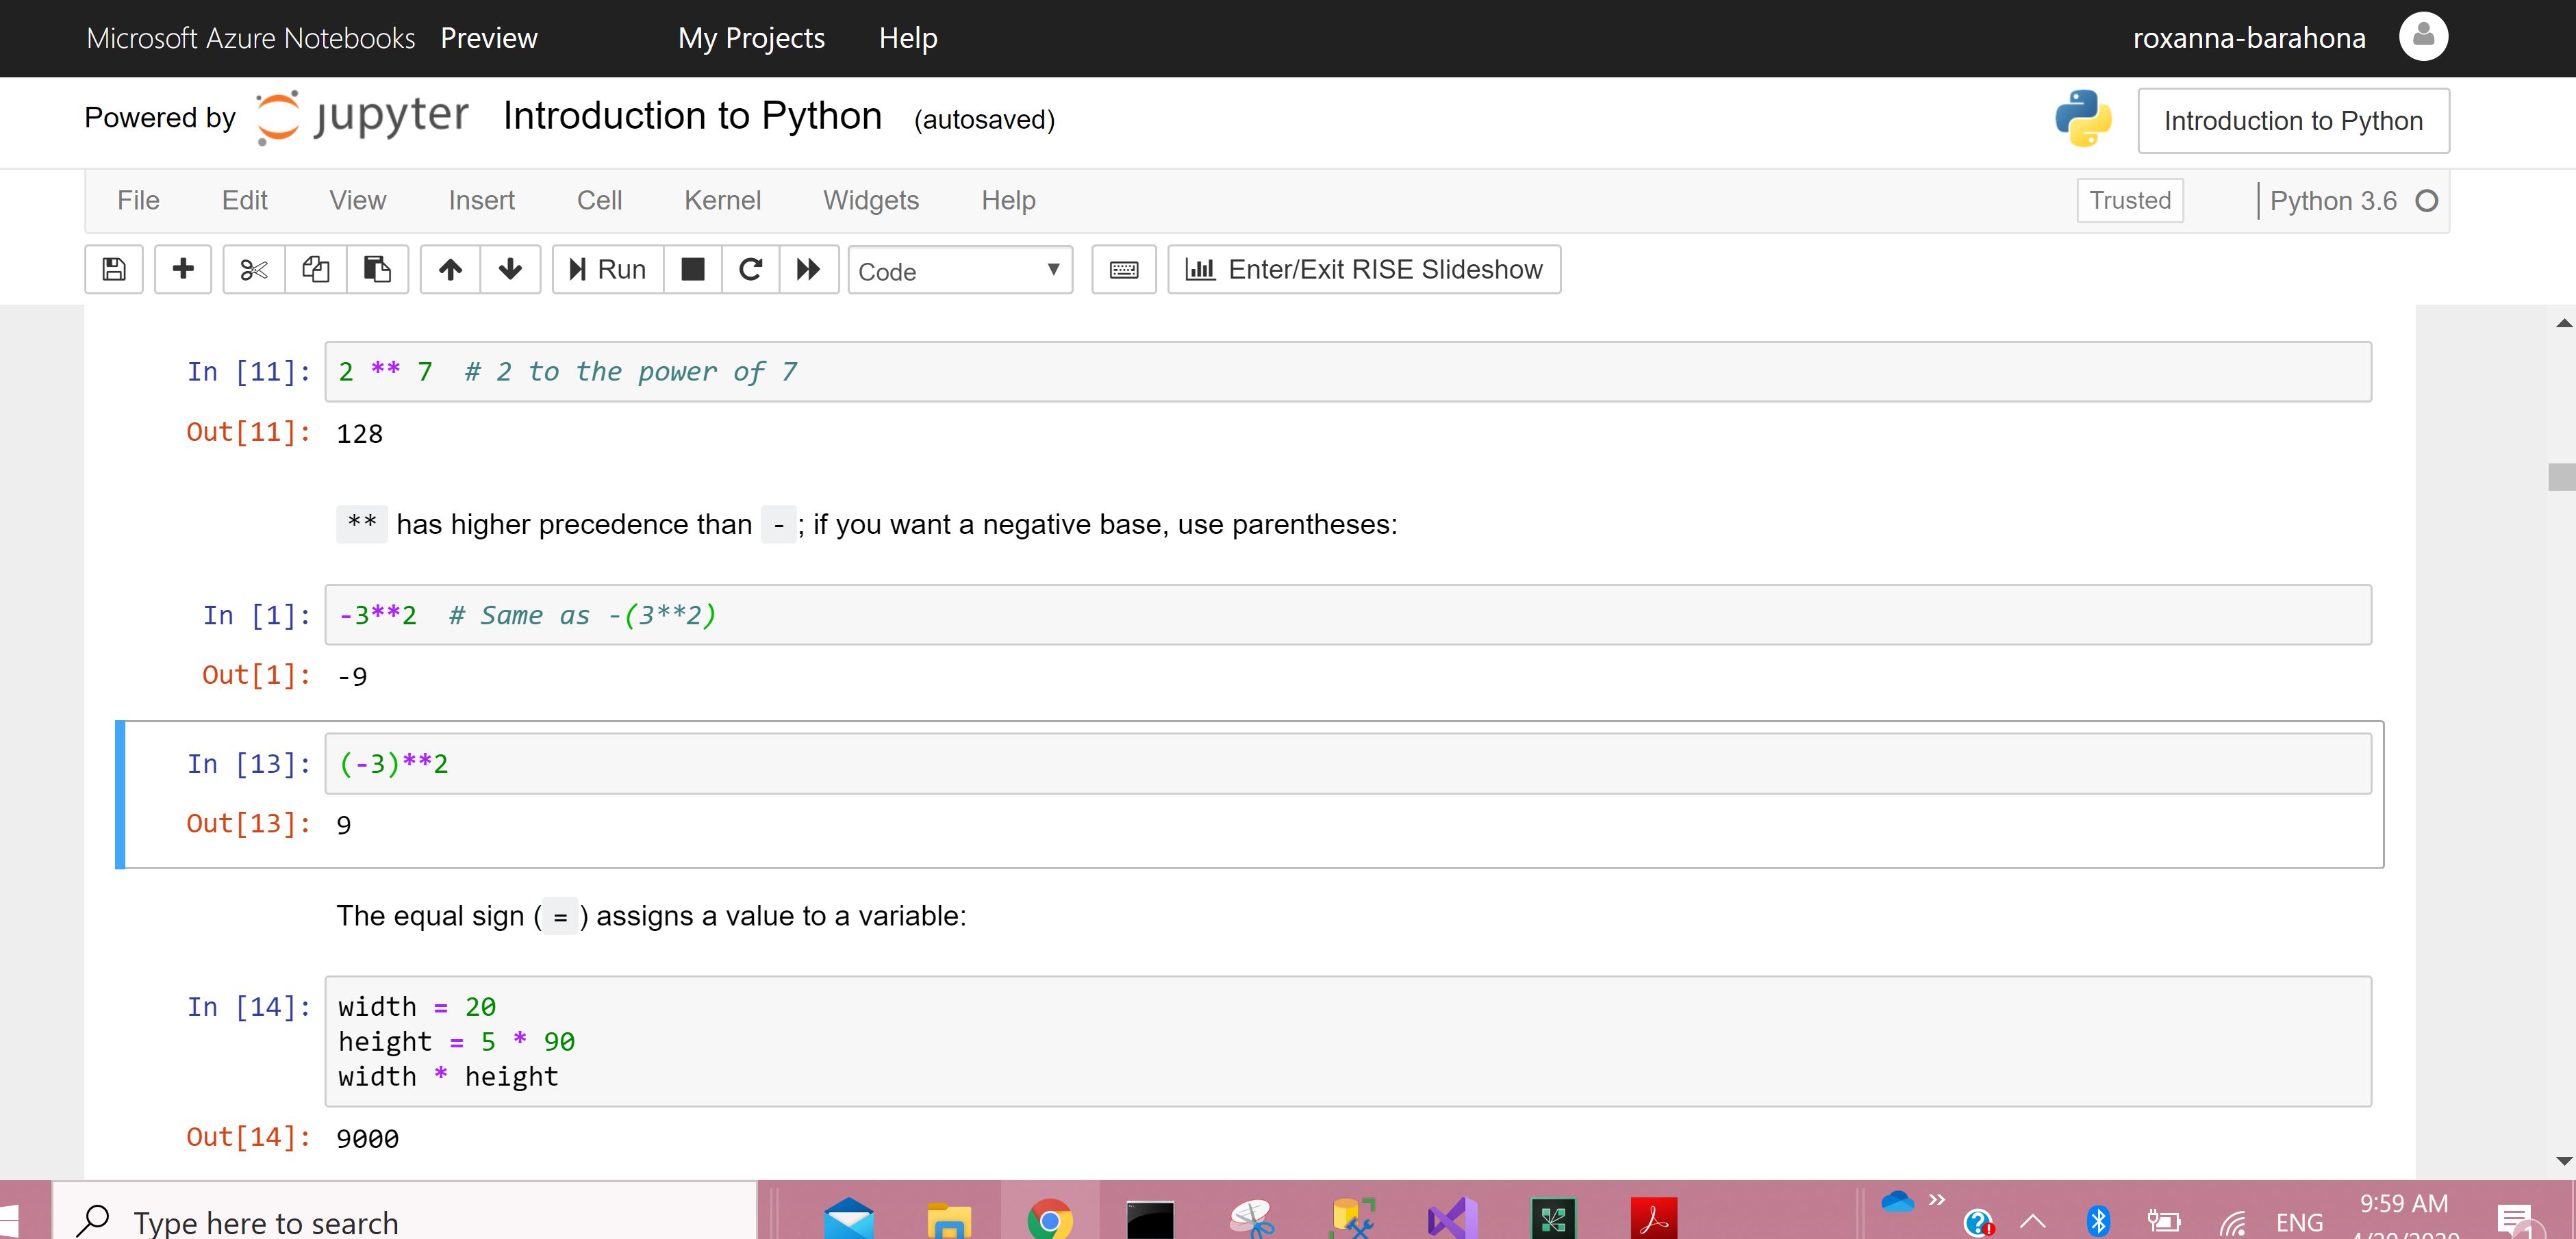 Microsoft Azure Notebooks Preview My Projects Help roxanna-barahona
Powered by jupyter Introduction to Python (autosaved) Introduction to Python
File Edit View Insert Cell Kernel Widgets Help Trusted Python 3.6
Run Code Enter/Exit RISE Slideshow
In [11]: 2 ** 7 # 2 to the power of 7
Out[11]: 128
** has higher precedence than - ; if you want a negative base, use parentheses:
In [1]: -3**2 # Same as -(3**2)
Out[1]: -9
In [13]: (-3)**2
Out[13]: 9
The equal sign ( = ) assigns a value to a variable:
In [14]: width = 20
height = 5 * 90
width * height
Out[14]: 9000
Type here to search
ENG
9:59 AM